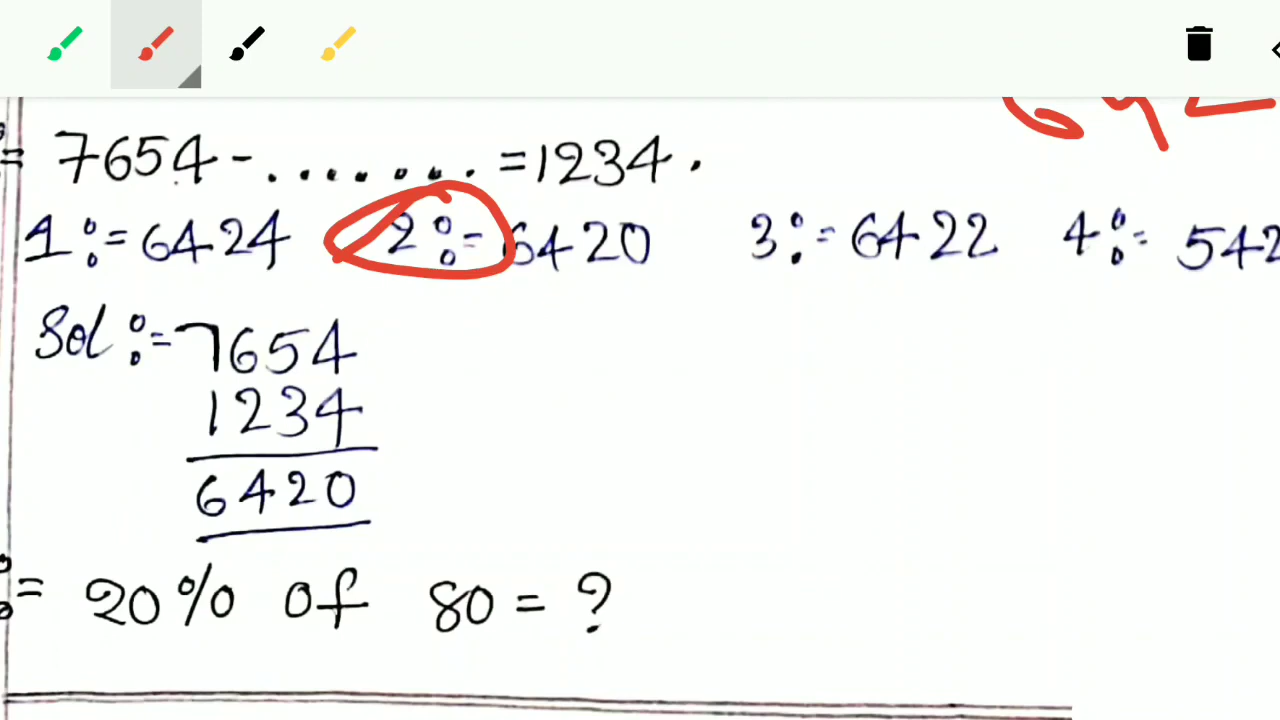 = 7654 - ....... = 1234.
1 := 6424 2 := 6420 3 := 6422 4 := 542
Sol := 7654
1234
6420
:= 20% of 80 = ?